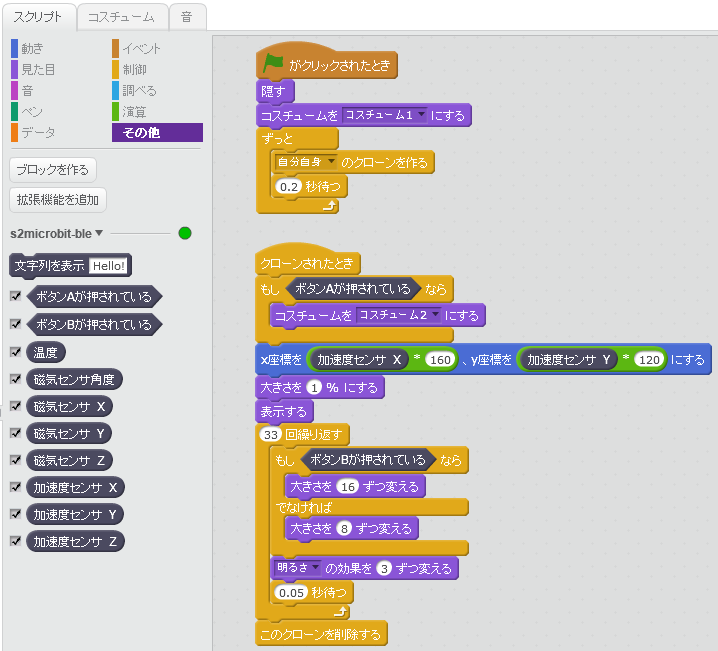 スクリプト コスチューム 音
動き イベント
見た目 制御
音 調べる
ペン 演算
データ その他
ブロックを作る
拡張機能を追加
s2microbit-ble
文字列を表示 Hello!
ボタンAが押されている
ボタンBが押されている
温度
磁気センサ角度
磁気センサ X
磁気センサ Y
磁気センサ Z
加速度センサ X
加速度センサ Y
加速度センサ Z
がクリックされたとき
隠す
コスチュームを コスチューム1 にする
ずっと
自分自身 のクローンを作る
0.2 秒待つ
クローンされたとき
もし ボタンAが押されている なら
コスチュームを コスチューム2 にする
x座標を 加速度センサ X * 160 、y座標を 加速度センサ Y * 120 にする
大きさを 1 % にする
表示する
33 回繰り返す
もし ボタンBが押されている なら
大きさを 16 ずつ変える
でなければ
大きさを 8 ずつ変える
明るさ の効果を 3 ずつ変える
0.05 秒待つ
このクローンを削除する